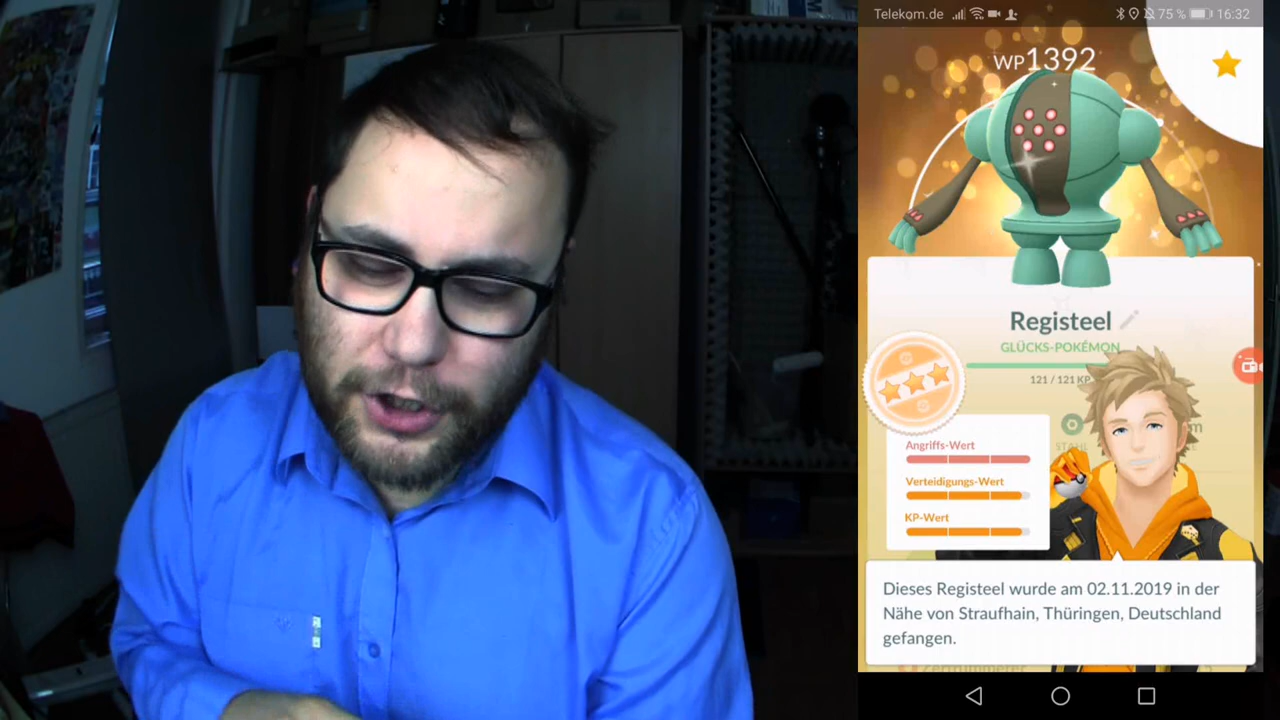 Telekom.de 75 % 16:32
WP1392
Registeel
GLÜCKS-POKÉMON
121 / 121 KP
STAHL
Angriffs-Wert
Verteidigungs-Wert
KP-Wert
Dieses Registeel wurde am 02.11.2019 in der
Nähe von Straufhain, Thüringen, Deutschland
gefangen.